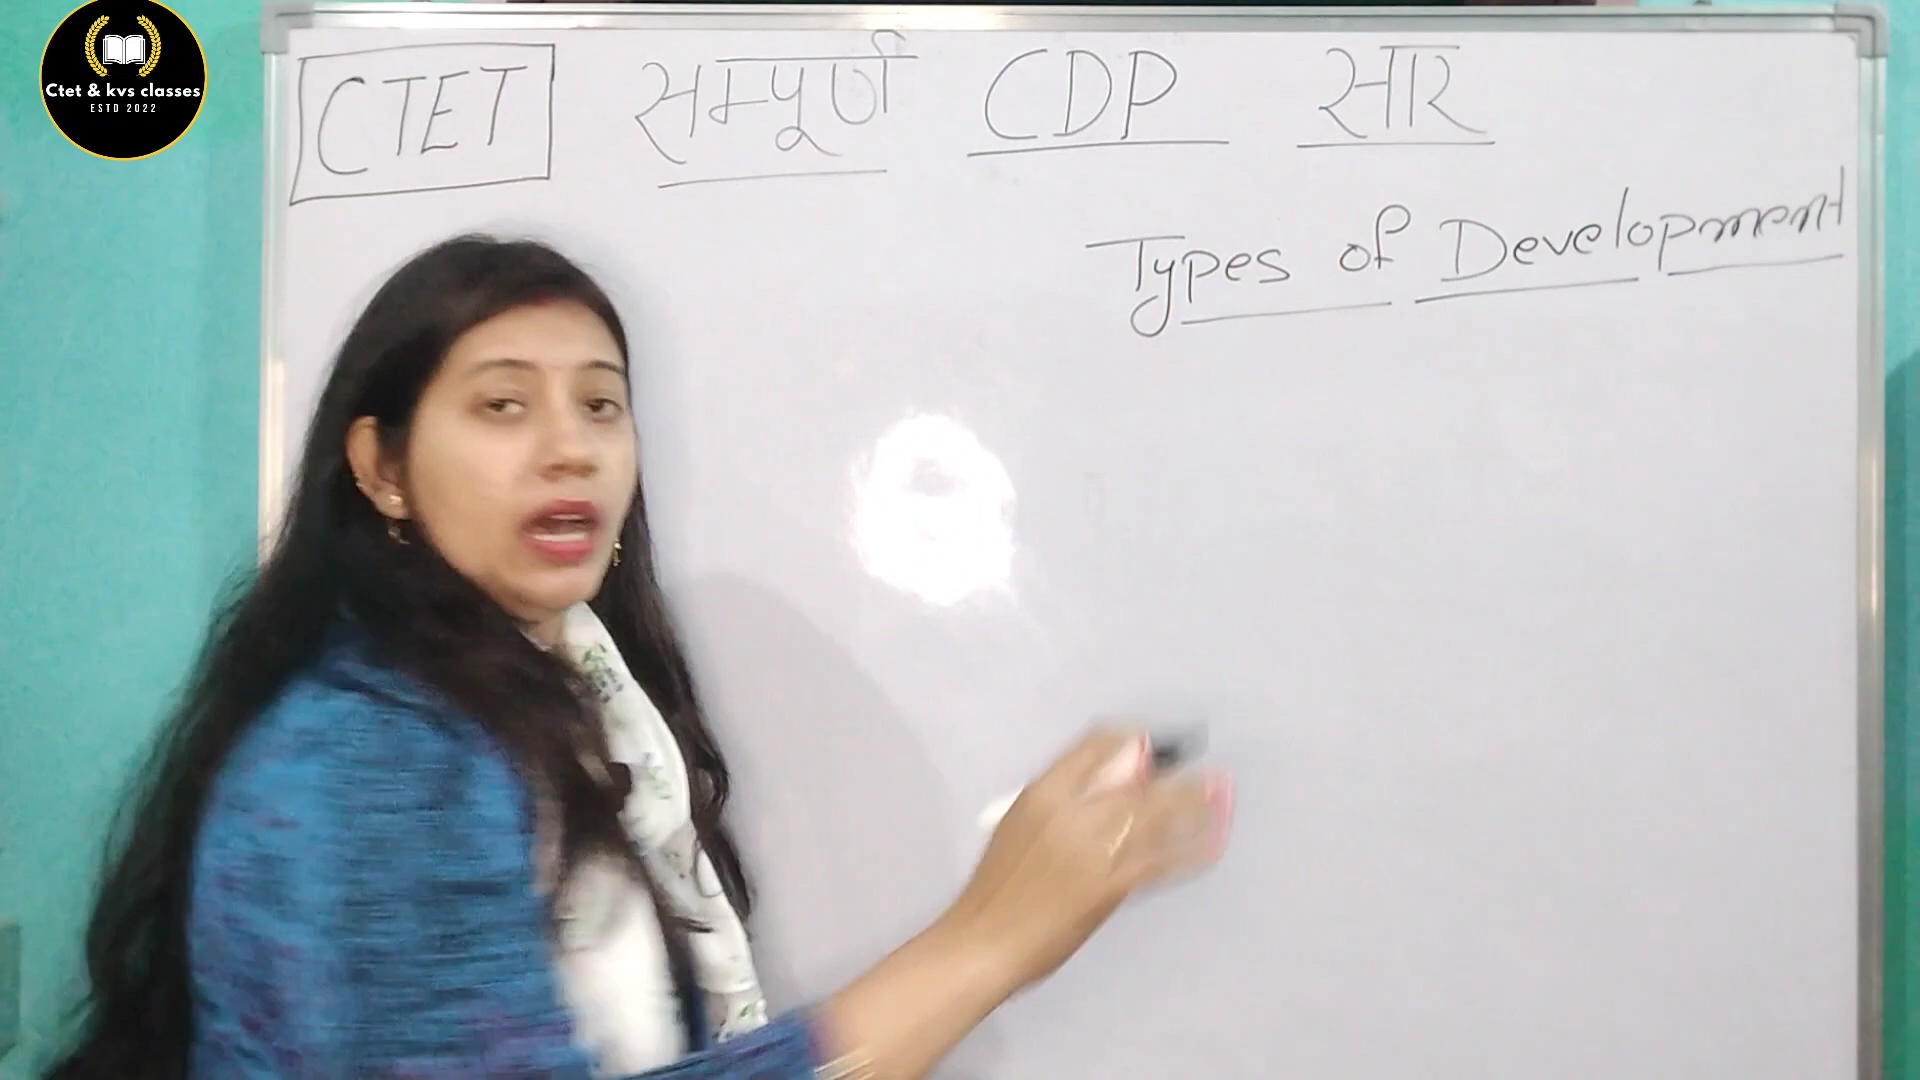 Ctet & kvs classes
ESTD 2022
CTET सम्पूर्ण CDP सार
Types of Development